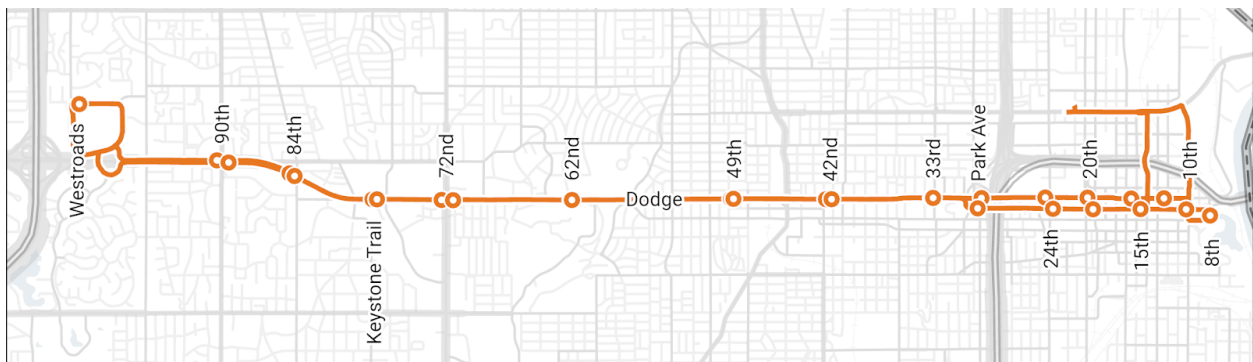 Westroads
90th
84th
Keystone Trail
72nd
62nd
Dodge
49th
42nd
33rd
Park Ave
24th
20th
15th
10th
8th